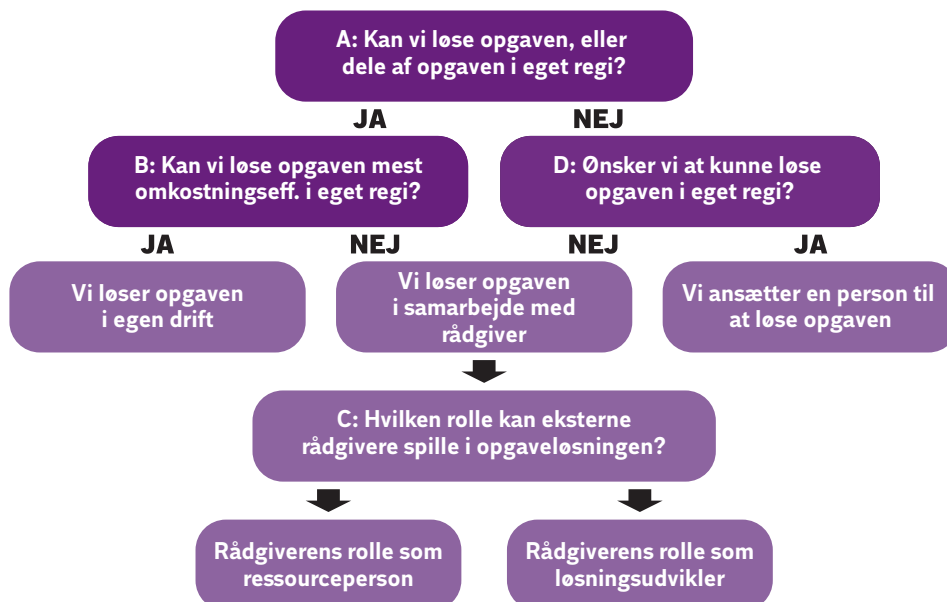 A: Kan vi løse opgaven, eller
dele af opgaven i eget regi?
JA
NEJ
B: Kan vi løse opgaven mest
omkostningseff. i eget regi?
D: Ønsker vi at kunne løse
opgaven i eget regi?
JA
NEJ
NEJ
JA
Vi løser opgaven
i egen drift
Vi løser opgaven
i samarbejde med
rådgiver
Vi ansætter en person til
at løse opgaven
C: Hvilken rolle kan eksterne
rådgivere spille i opgaveløsningen?
Rådgiverens rolle som
ressourceperson
Rådgiverens rolle som
løsningsudvikler